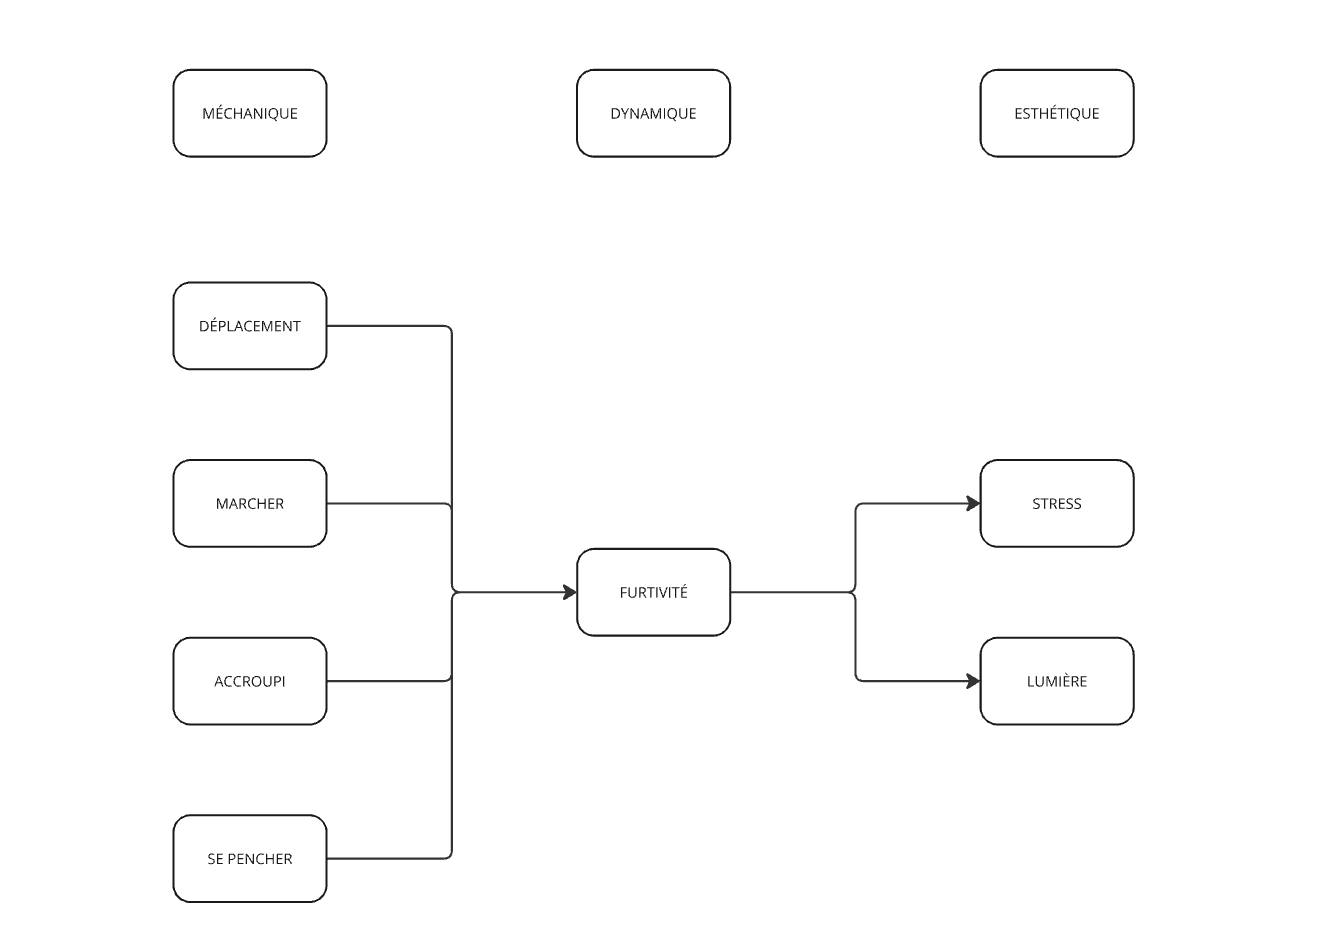 MÉCHANIQUE
DYNAMIQUE
ESTHÉTIQUE
DÉPLACEMENT
MARCHER
STRESS
FURTIVITÉ
ACCROUPI
LUMIÈRE
SE PENCHER